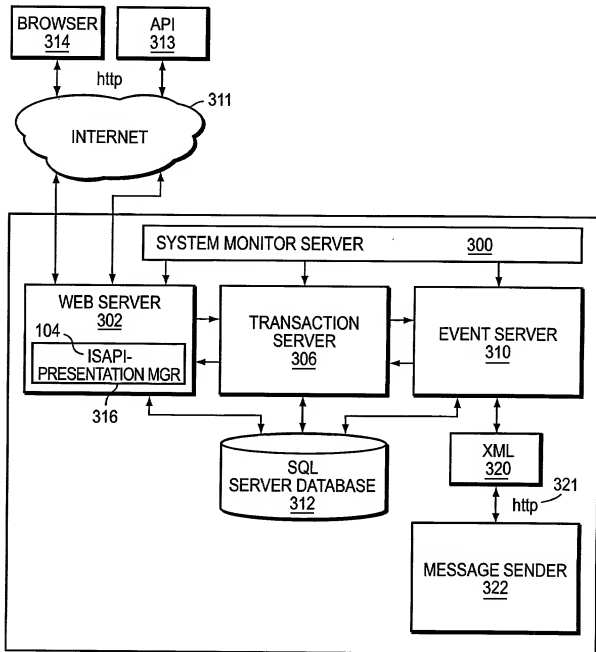 BROWSER
314
API
313
http
311
INTERNET
SYSTEM MONITOR SERVER 300
WEB SERVER
302
104
ISAPI-
PRESENTATION MGR
316
TRANSACTION
SERVER
306
EVENT SERVER
310
SQL
SERVER DATABASE
312
XML
320
http
321
MESSAGE SENDER
322